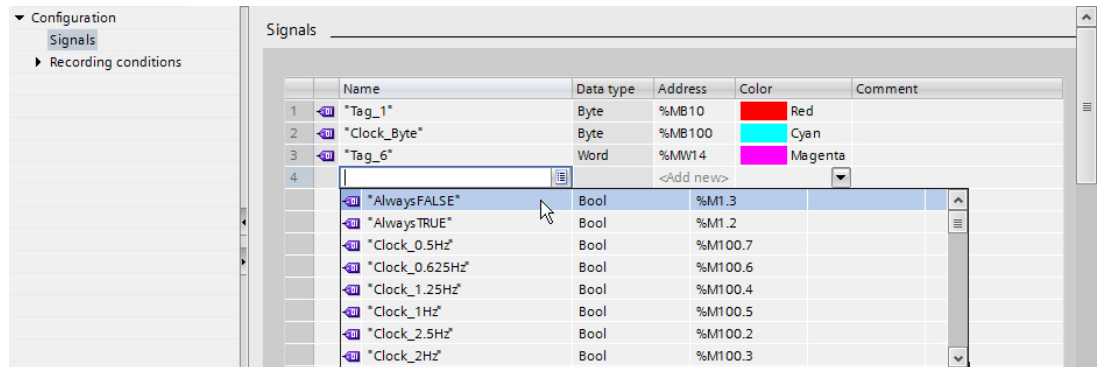 Configuration
Signals
Recording conditions
Signals
Name Data type Address Color Comment
1 "Tag_1" Byte %MB10 Red
2 "Clock_Byte" Byte %MB100 Cyan
3 "Tag_6" Word %MW14 Magenta
4 <Add new>
"AlwaysFALSE" Bool %M1.3
"AlwaysTRUE" Bool %M1.2
"Clock_0.5Hz" Bool %M100.7
"Clock_0.625Hz" Bool %M100.6
"Clock_1.25Hz" Bool %M100.4
"Clock_1Hz" Bool %M100.5
"Clock_2.5Hz" Bool %M100.2
"Clock_2Hz" Bool %M100.3